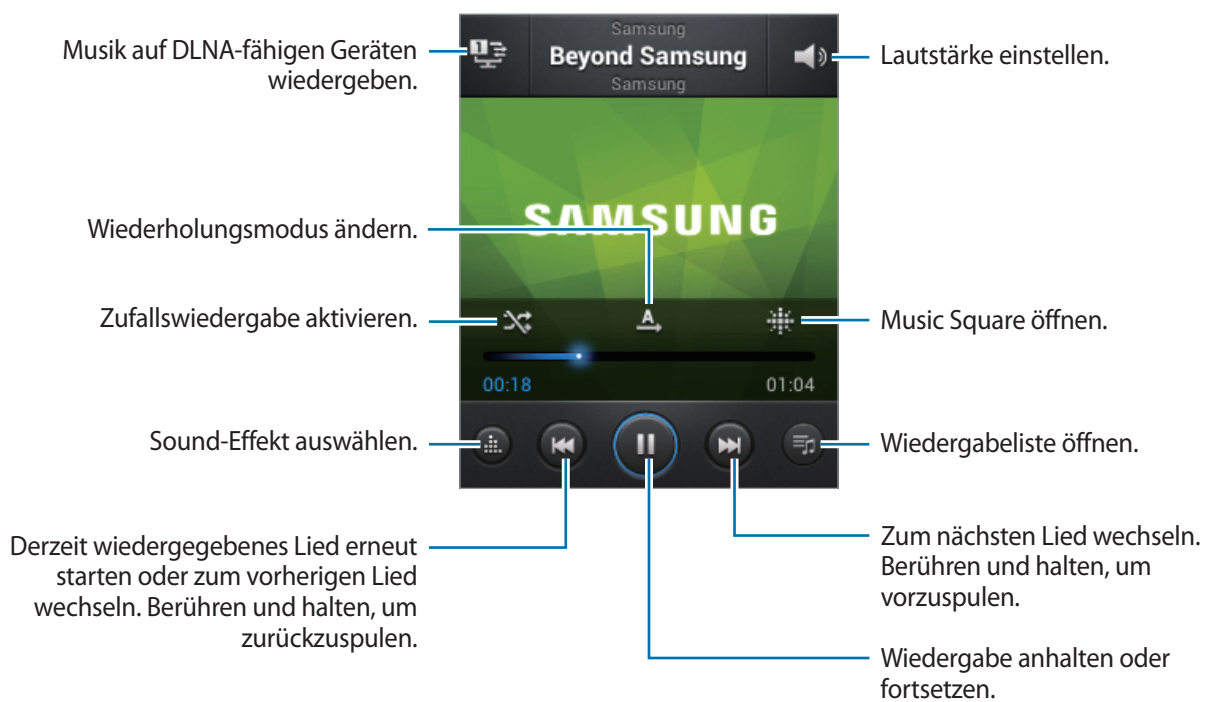 Musik auf DLNA-fähigen Geräten
wiedergeben.
Samsung
Beyond Samsung
Samsung
Lautstärke einstellen.
SAMSUNG
Wiederholungsmodus ändern.
Zufallswiedergabe aktivieren.
A
Music Square öffnen.
00:18
01:04
Sound-Effekt auswählen.
Wiedergabeliste öffnen.
Derzeit wiedergegebenes Lied erneut
starten oder zum vorherigen Lied
wechseln. Berühren und halten, um
zurückzuspulen.
Zum nächsten Lied wechseln.
Berühren und halten, um
vorzuspulen.
Wiedergabe anhalten oder
fortsetzen.